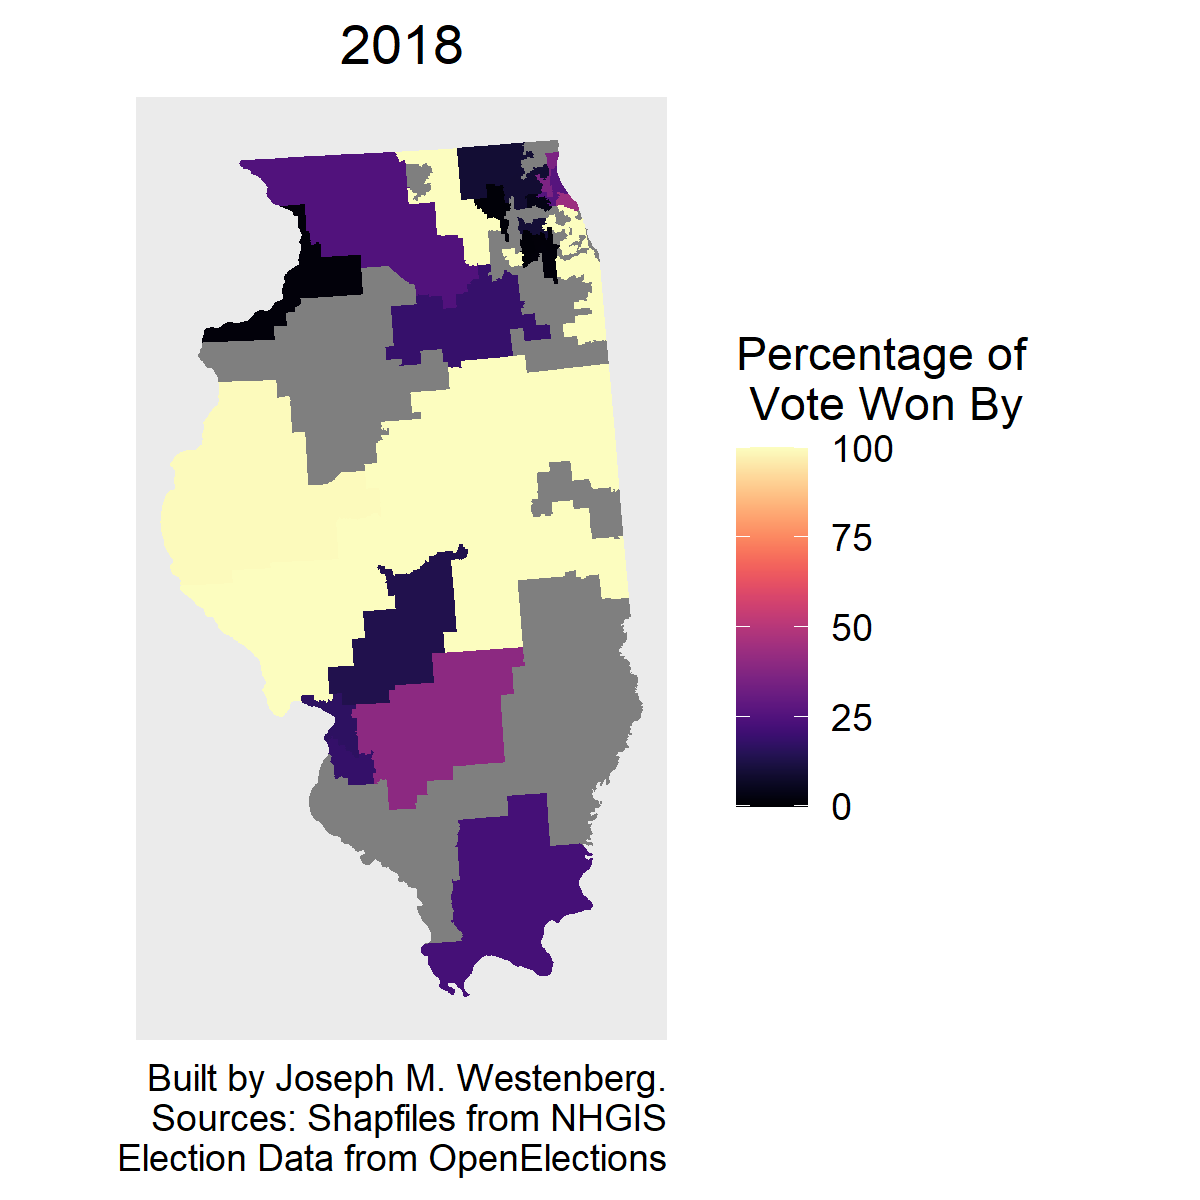 2018
Percentage of
Vote Won By
100
75
50
25
0
Built by Joseph M. Westenberg.
Sources: Shapfiles from NHGIS
Election Data from OpenElections